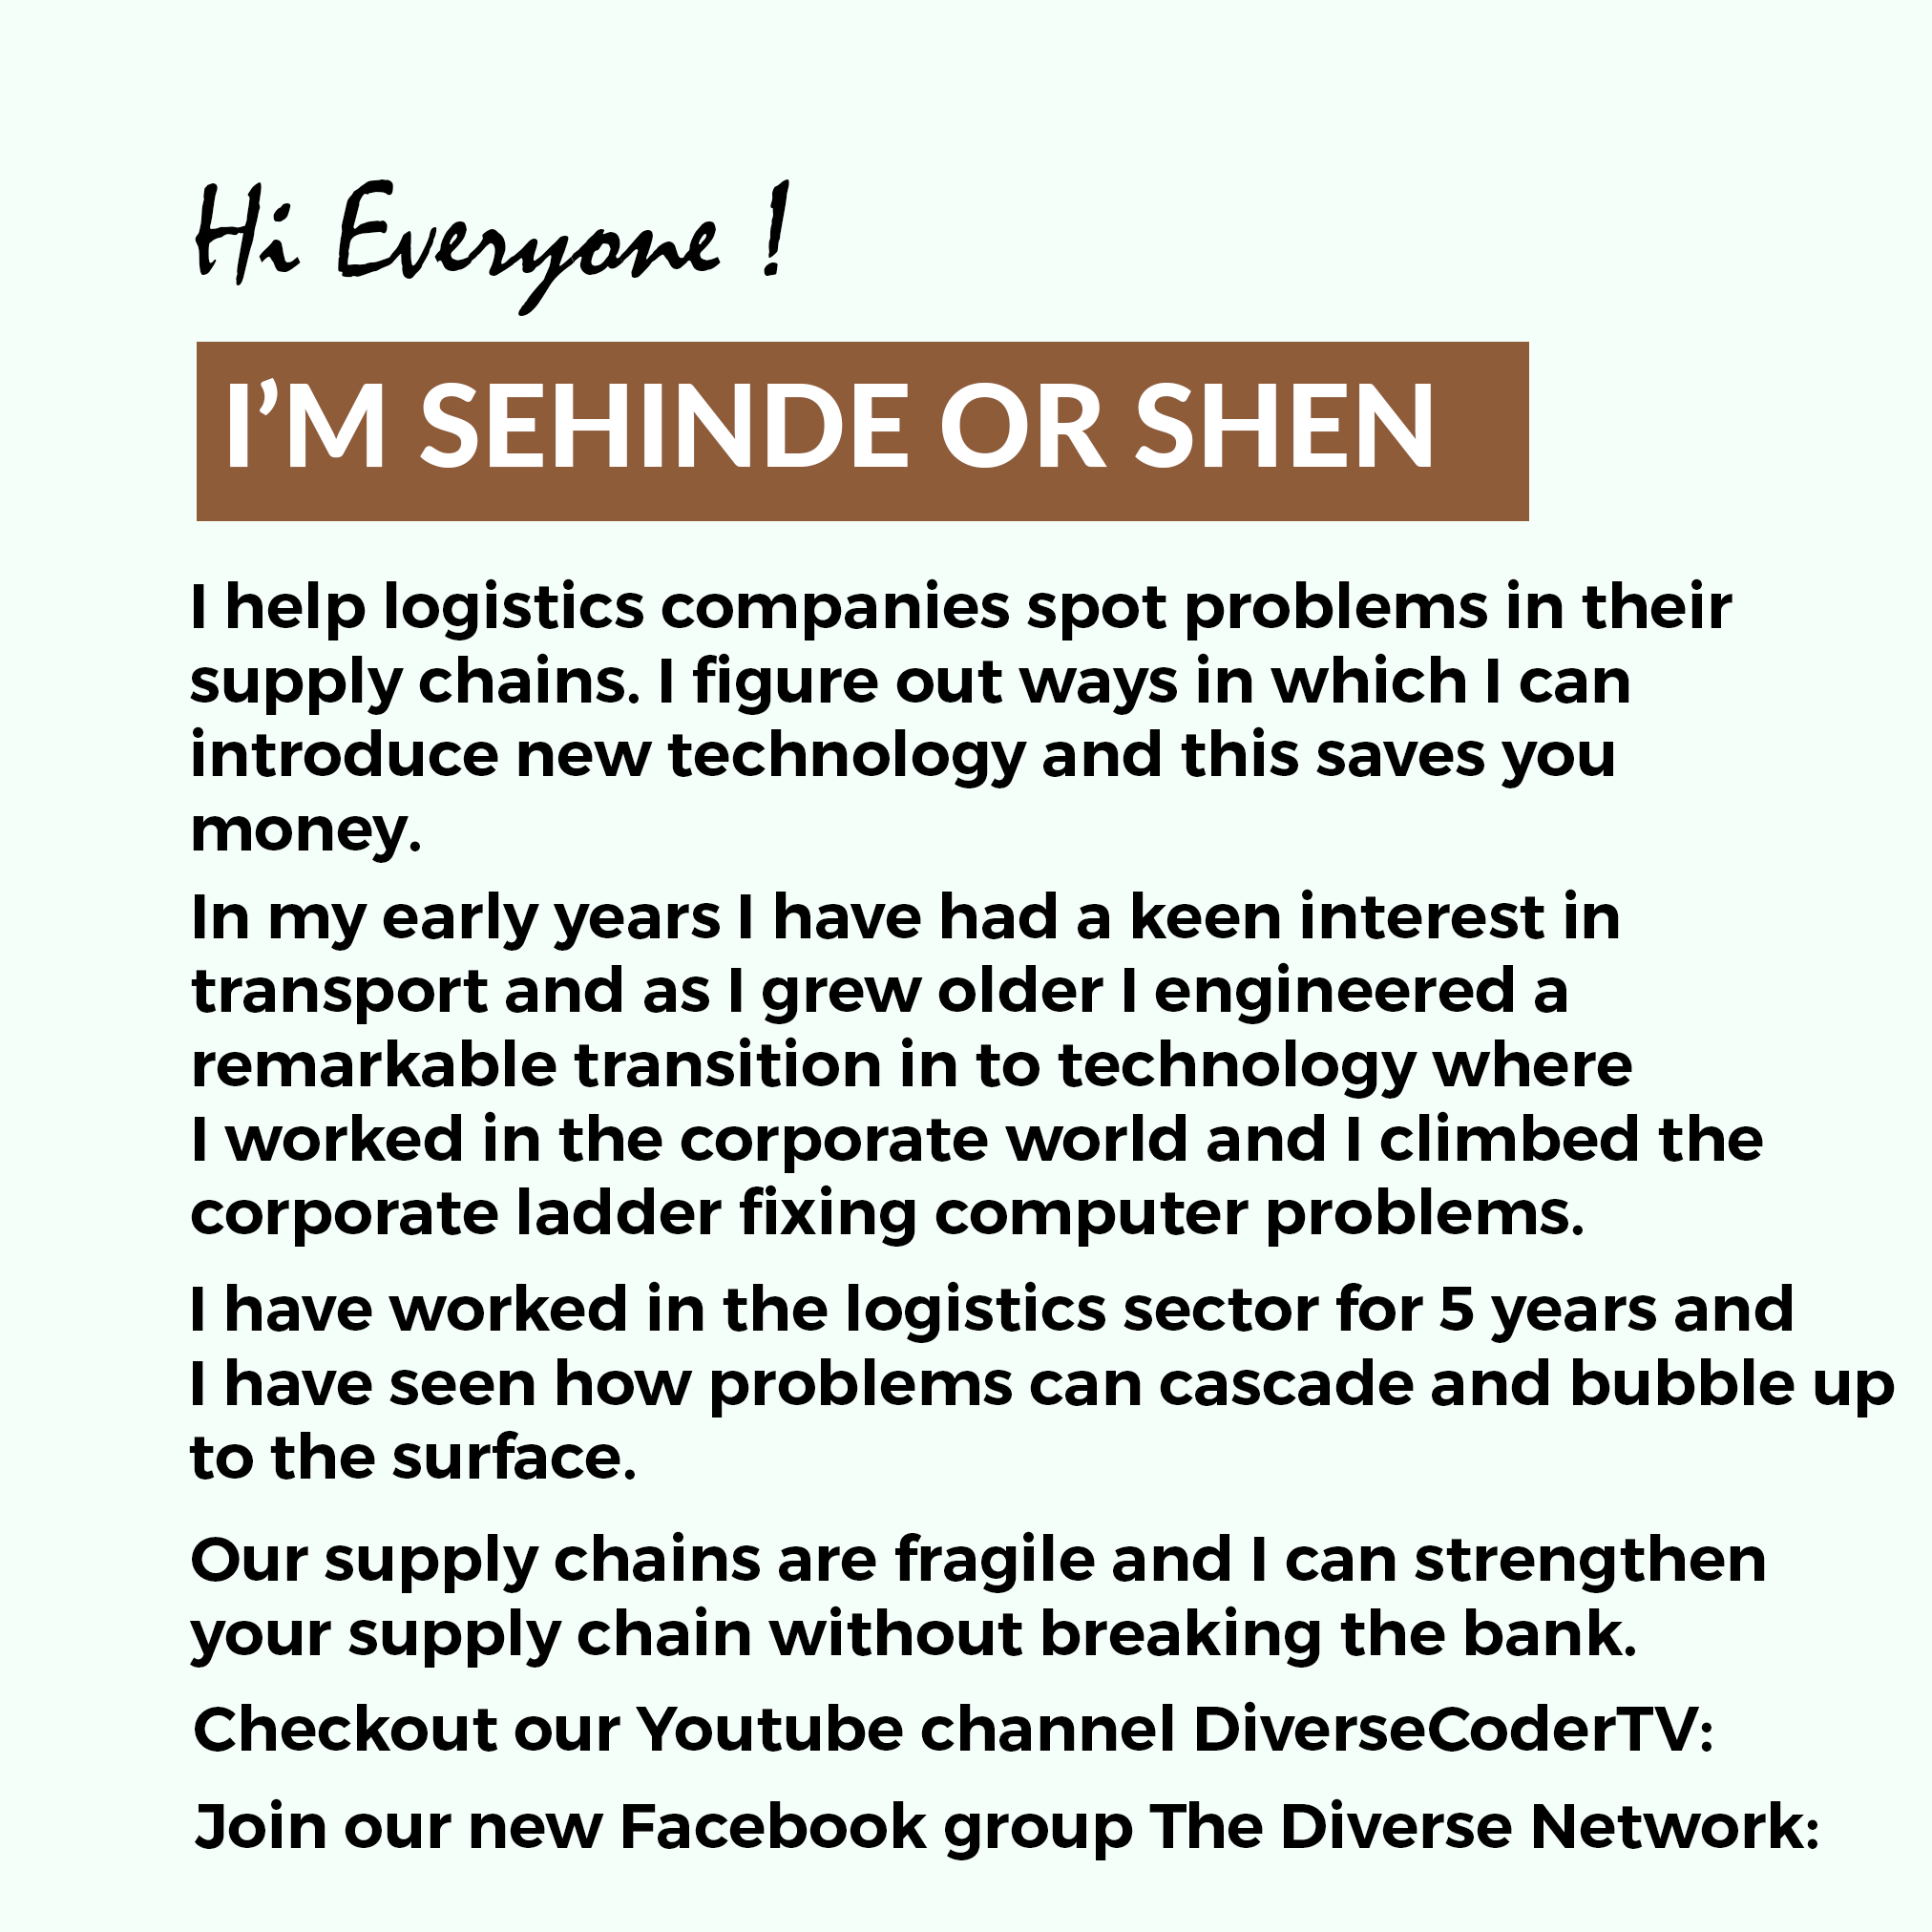 Hi Everyone !
I’M SEHINDE OR SHEN
I help logistics companies spot problems in their
supply chains. I figure out ways in which I can
introduce new technology and this saves you
money.
In my early years I have had a keen interest in
transport and as I grew older I engineered a
remarkable transition in to technology where
I worked in the corporate world and I climbed the
corporate ladder fixing computer problems.
I have worked in the logistics sector for 5 years and
I have seen how problems can cascade and bubble up
to the surface.
Our supply chains are fragile and I can strengthen
your supply chain without breaking the bank.
Checkout our Youtube channel DiverseCoderTV:
Join our new Facebook group The Diverse Network: